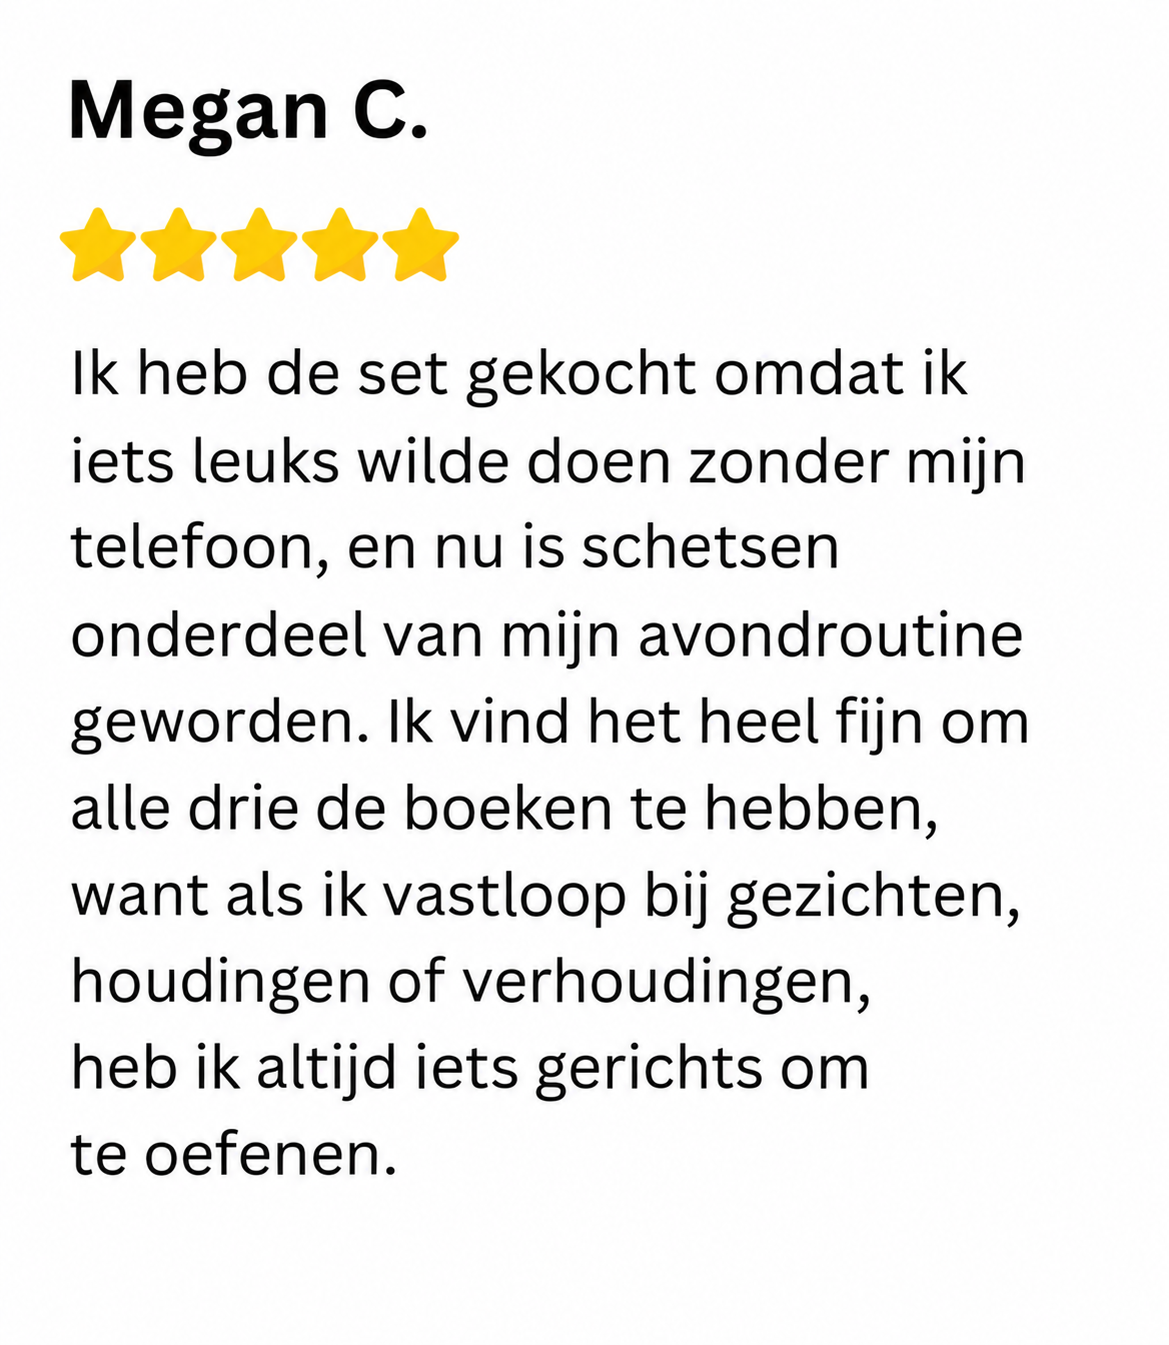 Megan C.
Ik heb de set gekocht omdat ik
iets leuks wilde doen zonder mijn
telefoon, en nu is schetsen
onderdeel van mijn avondroutine
geworden. Ik vind het heel fijn om
alle drie de boeken te hebben,
want als ik vastloop bij gezichten,
houdingen of verhoudingen,
heb ik altijd iets gerichts om
te oefenen.